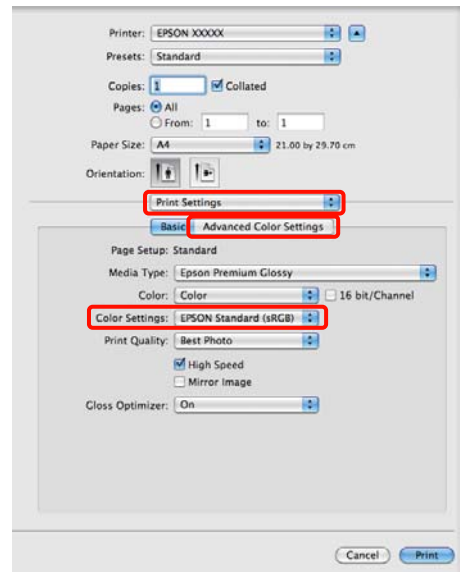 Printer: EPSON XXXXX
Presets: Standard
Copies: 1 Collated
Pages: All
From: 1 to: 1
Paper Size: A4 21.00 by 29.70 cm
Orientation:
Print Settings
Basic Advanced Color Settings
Page Setup: Standard
Media Type: Epson Premium Glossy
Color: Color 16 bit/Channel
Color Settings: EPSON Standard (sRGB)
Print Quality: Best Photo
High Speed
Mirror Image
Gloss Optimizer: On
Cancel Print